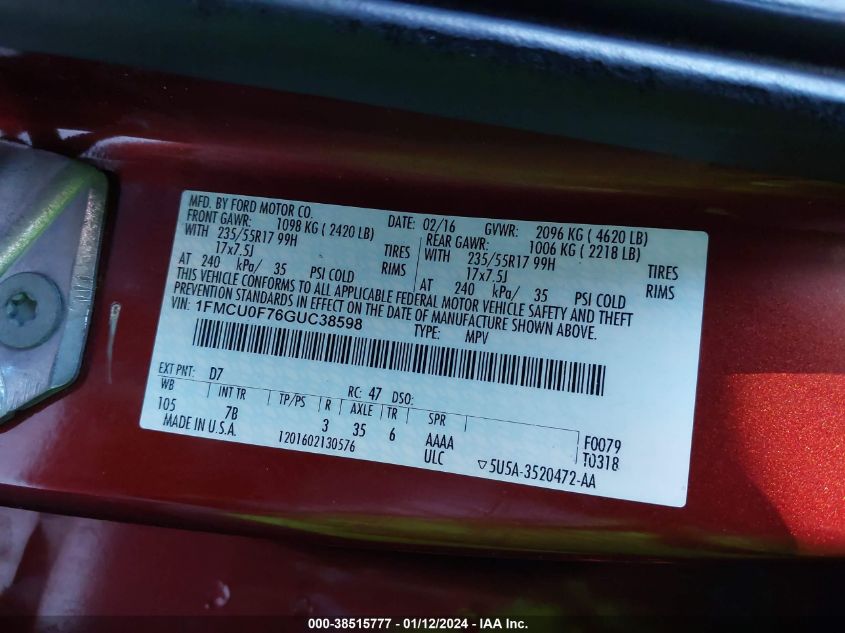 MFD. BY FORD MOTOR CO. DATE: 02/16 GVWR: 2096 KG ( 4620 LB)
FRONT GAWR: 1098 KG ( 2420 LB) REAR GAWR: 1006 KG ( 2218 LB)
WITH 235/55R17 99H TIRES WITH 235/55R17 99H TIRES
17x7.5J RIMS 17x7.5J RIMS
AT 240 kPa/ 35 PSI COLD AT 240 kPa/ 35 PSI COLD
THIS VEHICLE CONFORMS TO ALL APPLICABLE FEDERAL MOTOR VEHICLE SAFETY AND THEFT
PREVENTION STANDARDS IN EFFECT ON THE DATE OF MANUFACTURE SHOWN ABOVE.
VIN: 1FMCU0F76GUC38598 TYPE: MPV
EXT PNT: D7 RC: 47 DSO:
WB INT TR TP/PS R AXLE TR SPR
105 7B 3 35 6 AAAA F0079
MADE IN U.S.A. 1201602130576 ULC T0318
▽5U5A-3520472-AA
000-38515777 - 01/12/2024 - IAA Inc.